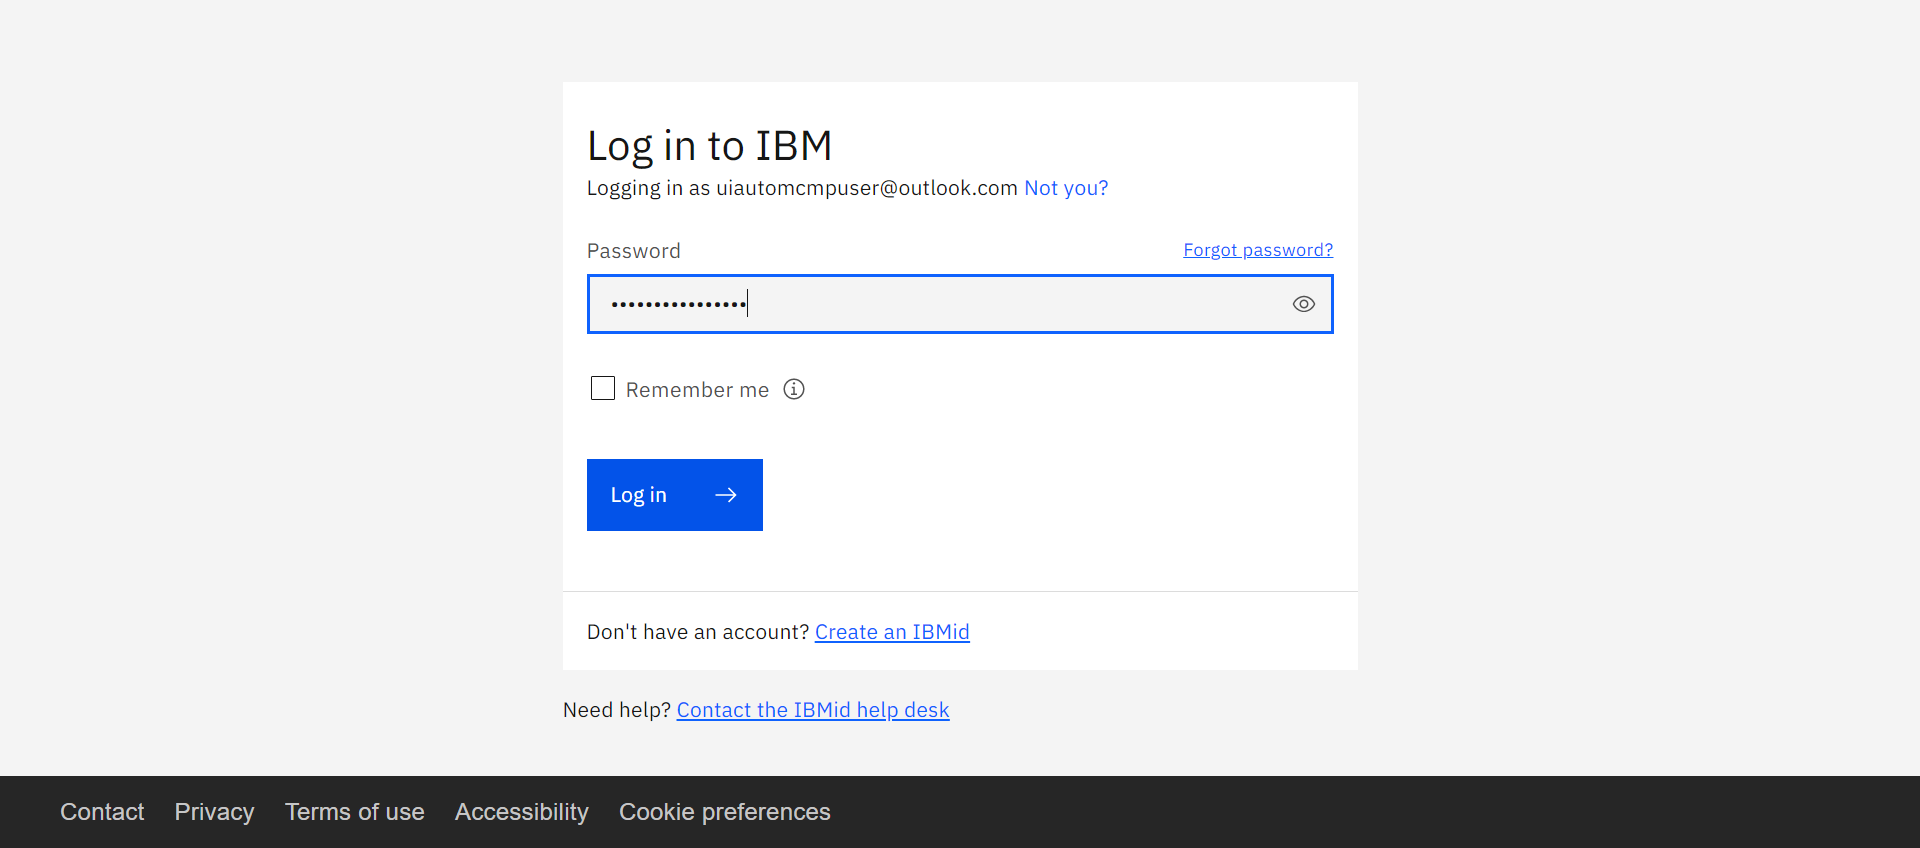 Log in to IBM
Logging in as uiautomcmpuser@outlook.com Not you?
Password Forgot password?
••••••••••••••••
Remember me
Log in
Don't have an account? Create an IBMid
Need help? Contact the IBMid help desk
Contact Privacy Terms of use Accessibility Cookie preferences